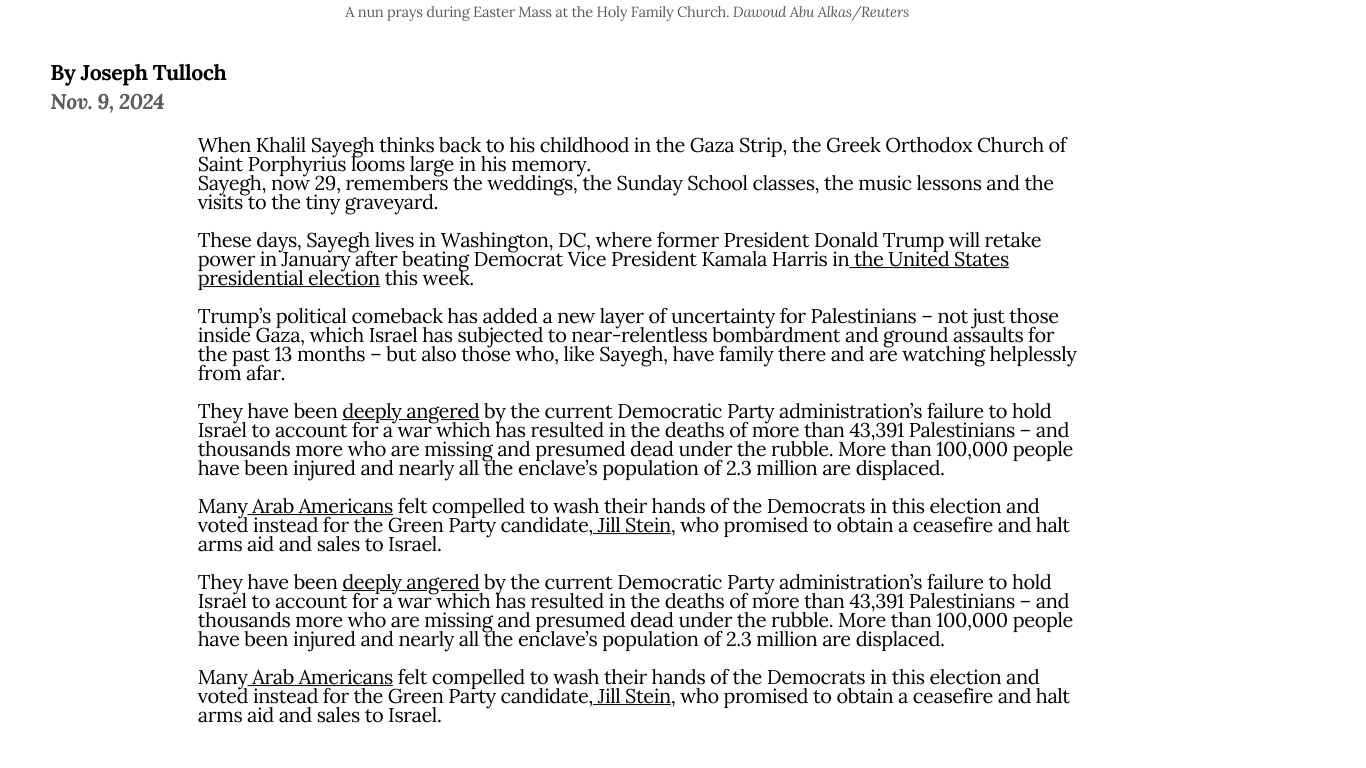 A nun prays during Easter Mass at the Holy Family Church. Dawoud Abu Alkas/Reuters
By Joseph Tulloch
Nov. 9, 2024
When Khalil Sayegh thinks back to his childhood in the Gaza Strip, the Greek Orthodox Church of
Saint Porphyrius looms large in his memory.
Sayegh, now 29, remembers the weddings, the Sunday School classes, the music lessons and the
visits to the tiny graveyard.
These days, Sayegh lives in Washington, DC, where former President Donald Trump will retake
power in January after beating Democrat Vice President Kamala Harris in the United States
presidential election this week.
Trump’s political comeback has added a new layer of uncertainty for Palestinians – not just those
inside Gaza, which Israel has subjected to near-relentless bombardment and ground assaults for
the past 13 months – but also those who, like Sayegh, have family there and are watching helplessly
from afar.
They have been deeply angered by the current Democratic Party administration’s failure to hold
Israel to account for a war which has resulted in the deaths of more than 43,391 Palestinians – and
thousands more who are missing and presumed dead under the rubble. More than 100,000 people
have been injured and nearly all the enclave’s population of 2.3 million are displaced.
Many Arab Americans felt compelled to wash their hands of the Democrats in this election and
voted instead for the Green Party candidate, Jill Stein, who promised to obtain a ceasefire and halt
arms aid and sales to Israel.
They have been deeply angered by the current Democratic Party administration’s failure to hold
Israel to account for a war which has resulted in the deaths of more than 43,391 Palestinians – and
thousands more who are missing and presumed dead under the rubble. More than 100,000 people
have been injured and nearly all the enclave’s population of 2.3 million are displaced.
Many Arab Americans felt compelled to wash their hands of the Democrats in this election and
voted instead for the Green Party candidate, Jill Stein, who promised to obtain a ceasefire and halt
arms aid and sales to Israel.